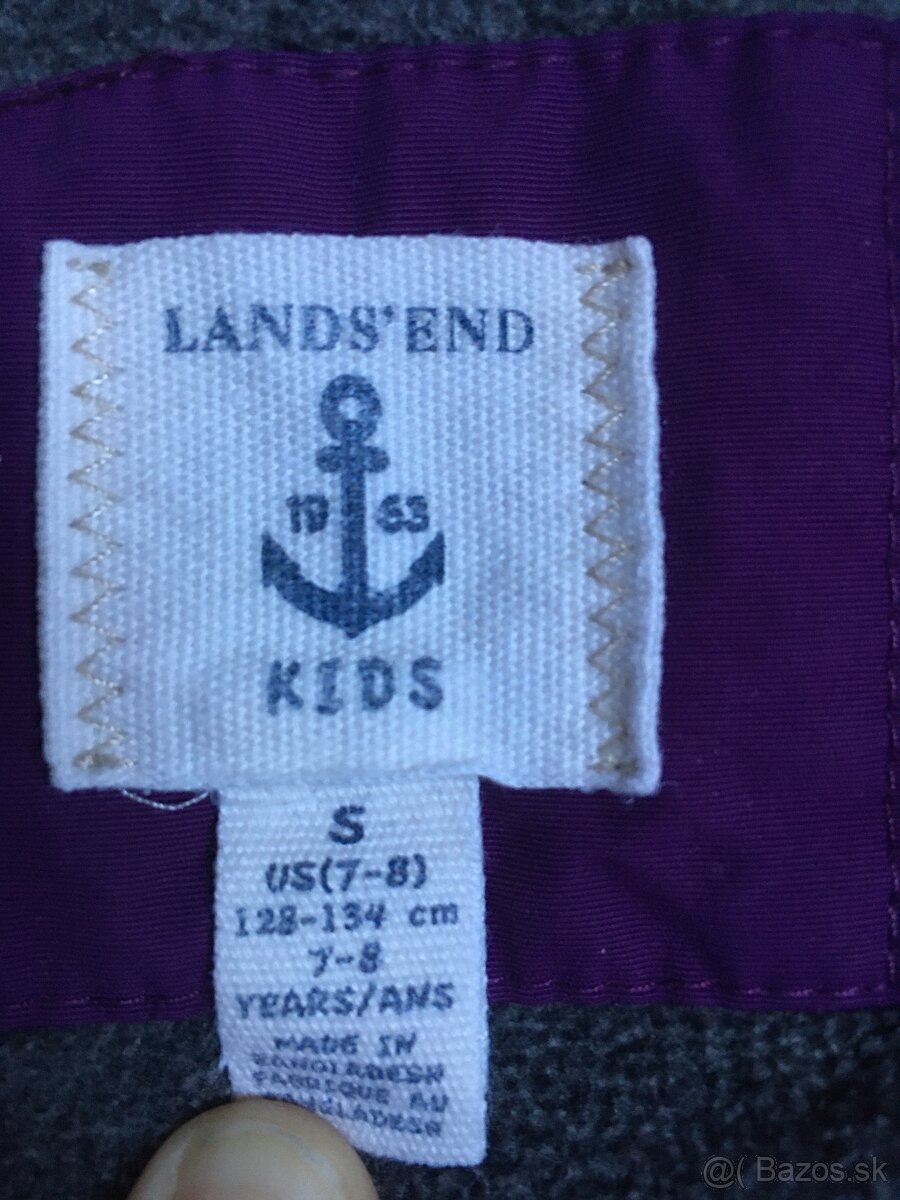 LANDS' END
19 63
KIDS
S
US(7-8)
128-134 cm
7-8
YEARS/ANS
MADE IN
BANGLADESH
FABRIQUE AU
BANGLADESH
@( Bazos.sk